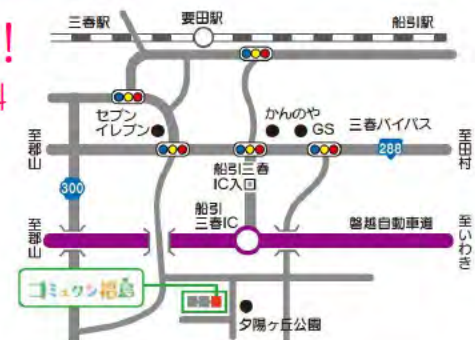 三春駅
要田駅
船引駅
!
セブン
イレブン
かんのや
GS
三春バイパス
288
至郡山
至田村
船引三春
IC入口
300
船引
三春IC
磐越自動車道
至郡山
至いわき
コミュタン福島
夕陽ヶ丘公園